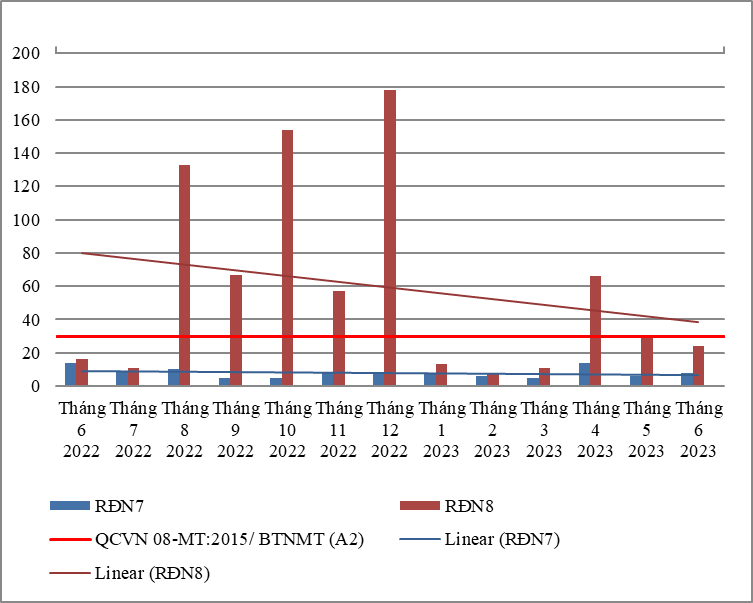 200
180
160
140
120
100
80
60
40
20
0
Tháng Tháng Tháng Tháng Tháng Tháng Tháng Tháng Tháng Tháng Tháng Tháng Tháng
6 7 8 9 10 11 12 1 2 3 4 5 6
2022 2022 2022 2022 2022 2022 2022 2023 2023 2023 2023 2023 2023
RĐN7 RĐN8
QCVN 08-MT:2015/ BTNMT (A2) Linear (RĐN7)
Linear (RĐN8)